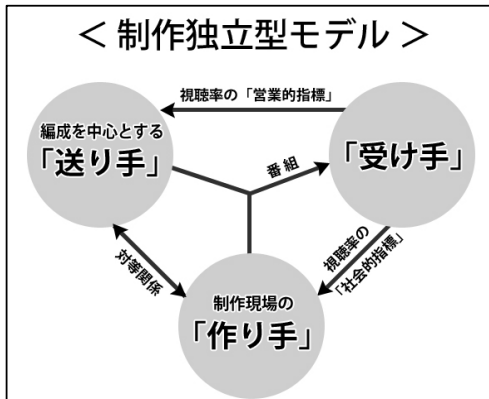 ＜制作独立型モデル＞
視聴率の「営業的指標」
編成を中心とする
「送り手」
番組
「受け手」
対等関係
視聴率の
「社会的指標」
制作現場の
「作り手」